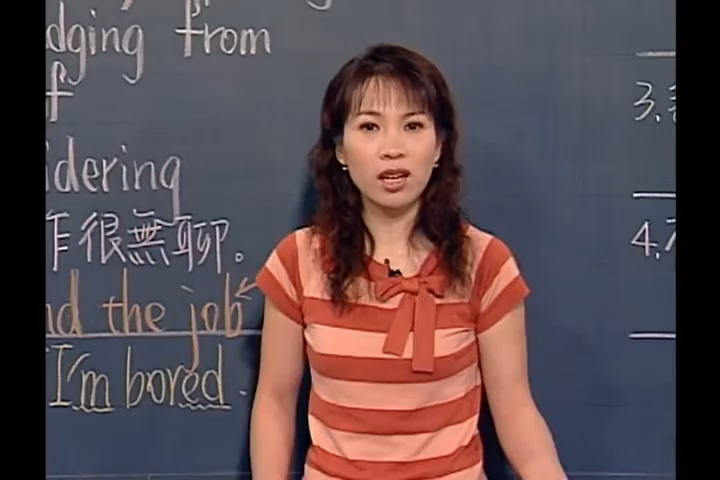 dging from
f
idering
作很無聊。
nd the job
I'm bored.
3.
4.